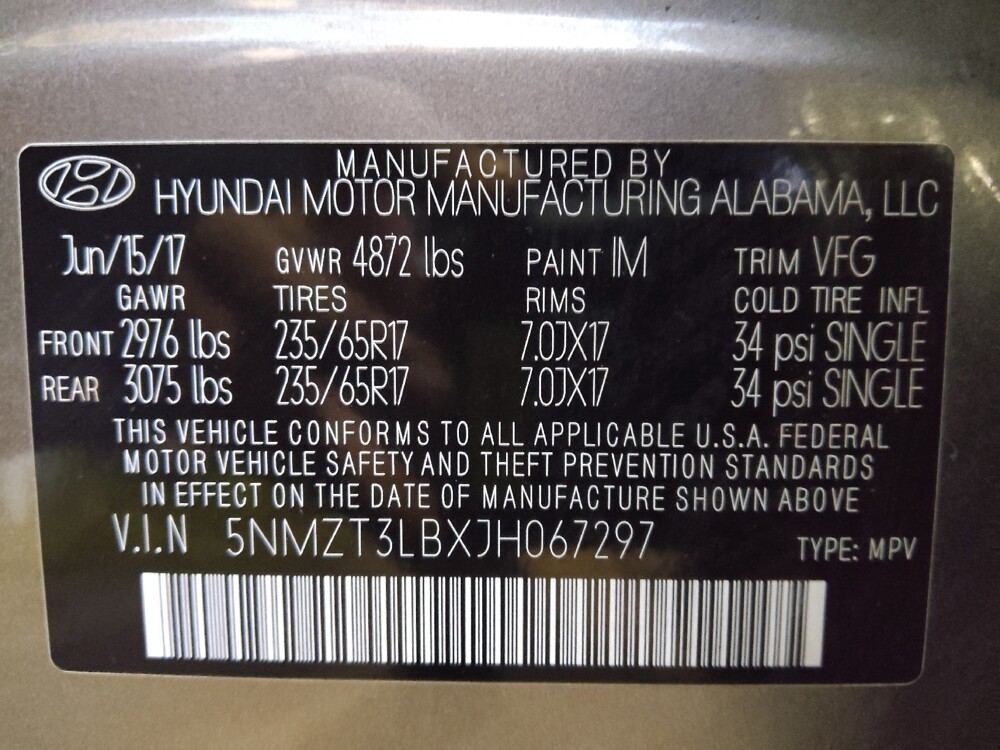 MANUFACTURED BY
HYUNDAI MOTOR MANUFACTURING ALABAMA, LLC
Jun/15/17 GVWR 4872 lbs PAINT IM TRIM VFG
GAWR TIRES RIMS COLD TIRE INFL
FRONT 2976 lbs 235/65R17 7.0JX17 34 psi SINGLE
REAR 3075 lbs 235/65R17 7.0JX17 34 psi SINGLE
THIS VEHICLE CONFORMS TO ALL APPLICABLE U.S.A. FEDERAL
MOTOR VEHICLE SAFETY AND THEFT PREVENTION STANDARDS
IN EFFECT ON THE DATE OF MANUFACTURE SHOWN ABOVE
V.I.N 5NMZT3LBXJH067297 TYPE: MPV